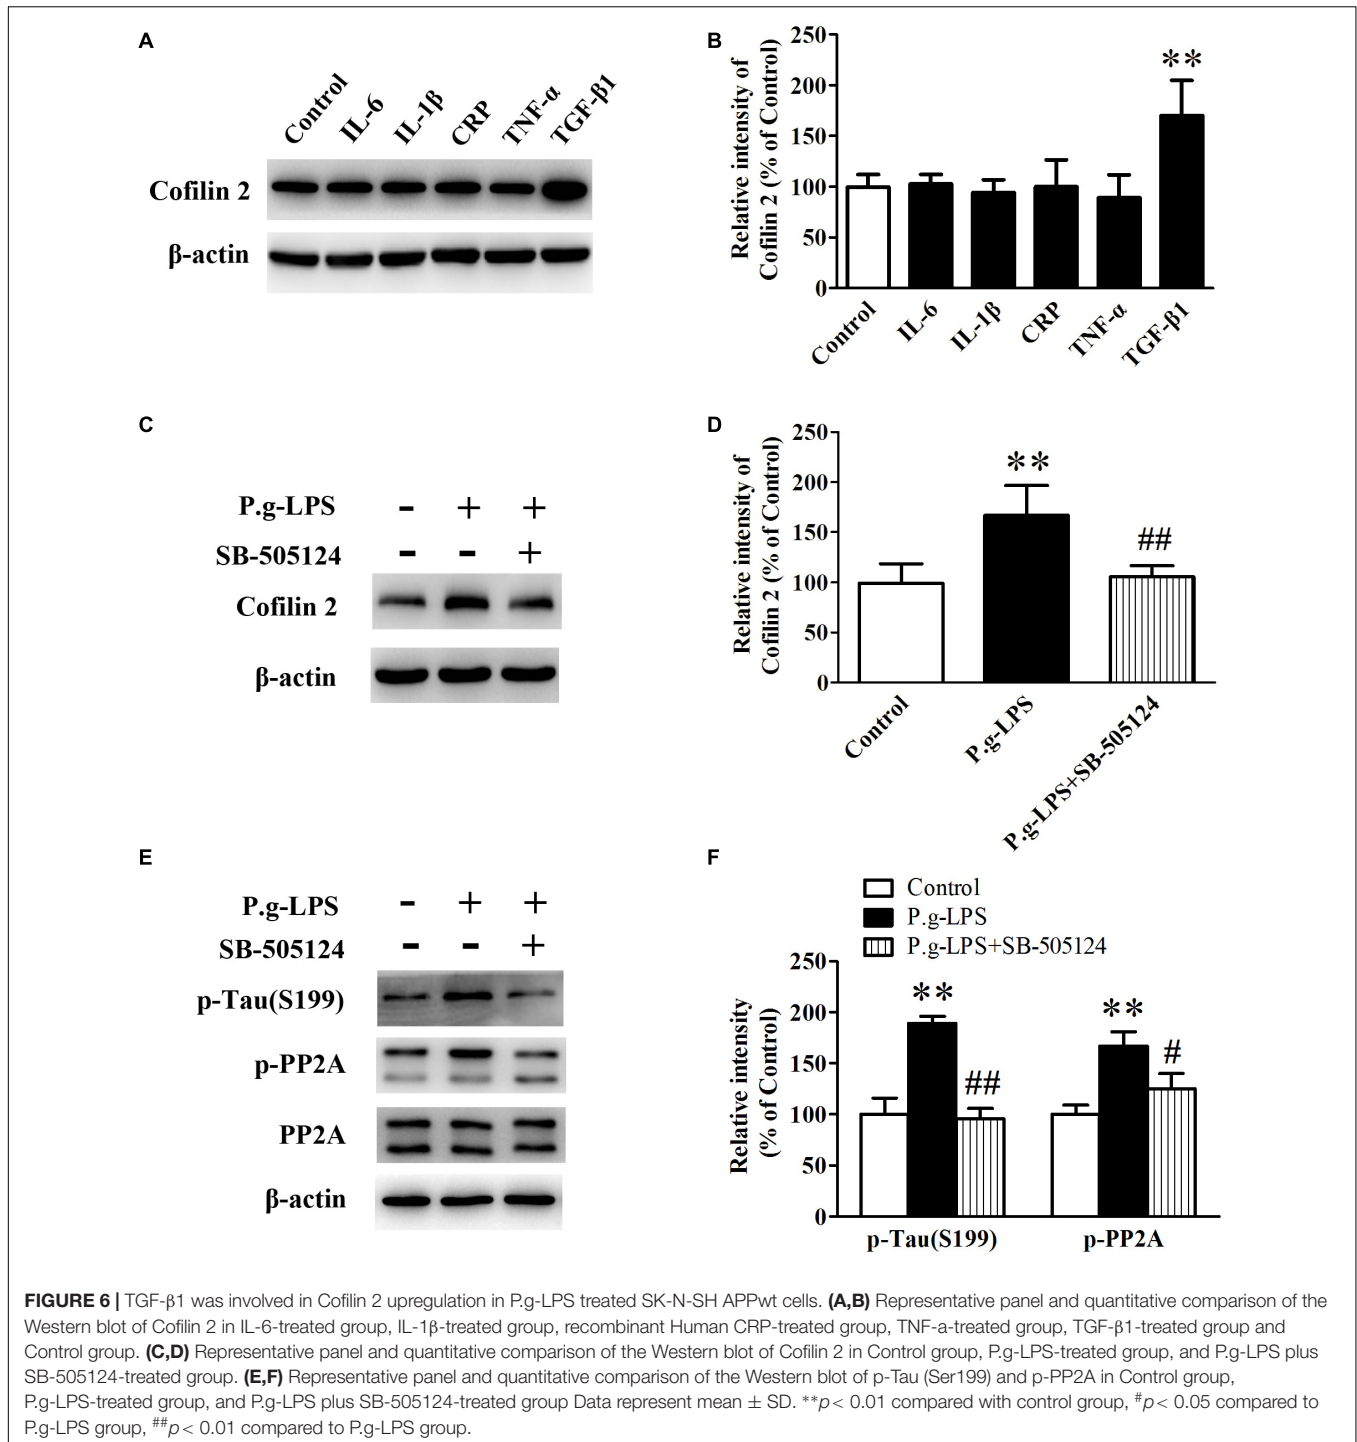 A
Control IL-6 IL-1β CRP TNF-α TGF-β1
Cofilin 2
β-actin
B
Relative intensity of
Cofilin 2 (% of Control)
250
200
150
100
50
0
**
Control IL-6 IL-1β CRP TNF-α TGF-β1
C
P.g-LPS - + +
SB-505124 - - +
Cofilin 2
β-actin
D
Relative intensity of
Cofilin 2 (% of Control)
250
200
150
100
50
0
**
##
Control P.g-LPS P.g-LPS+SB-505124
E
P.g-LPS - + +
SB-505124 - - +
p-Tau(S199)
p-PP2A
PP2A
β-actin
F
Control
P.g-LPS
P.g-LPS+SB-505124
Relative intensity
(% of Control)
250
200
150
100
50
0
** ##
** #
p-Tau(S199) p-PP2A
FIGURE 6 | TGF-β1 was involved in Cofilin 2 upregulation in P.g-LPS treated SK-N-SH APPwt cells. (A,B) Representative panel and quantitative comparison of the
Western blot of Cofilin 2 in IL-6-treated group, IL-1β-treated group, recombinant Human CRP-treated group, TNF-a-treated group, TGF-β1-treated group and
Control group. (C,D) Representative panel and quantitative comparison of the Western blot of Cofilin 2 in Control group, P.g-LPS-treated group, and P.g-LPS plus
SB-505124-treated group. (E,F) Representative panel and quantitative comparison of the Western blot of p-Tau (Ser199) and p-PP2A in Control group,
P.g-LPS-treated group, and P.g-LPS plus SB-505124-treated group Data represent mean ± SD. **p< 0.01 compared with control group, #p< 0.05 compared to
P.g-LPS group, ##p< 0.01 compared to P.g-LPS group.